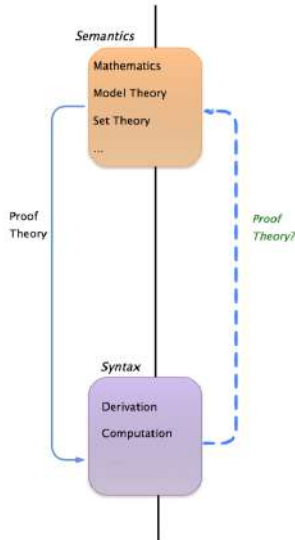 Semantics
Mathematics
Model Theory
Set Theory
...
Proof
Theory
Proof
Theory?
Syntax
Derivation
Computation
...